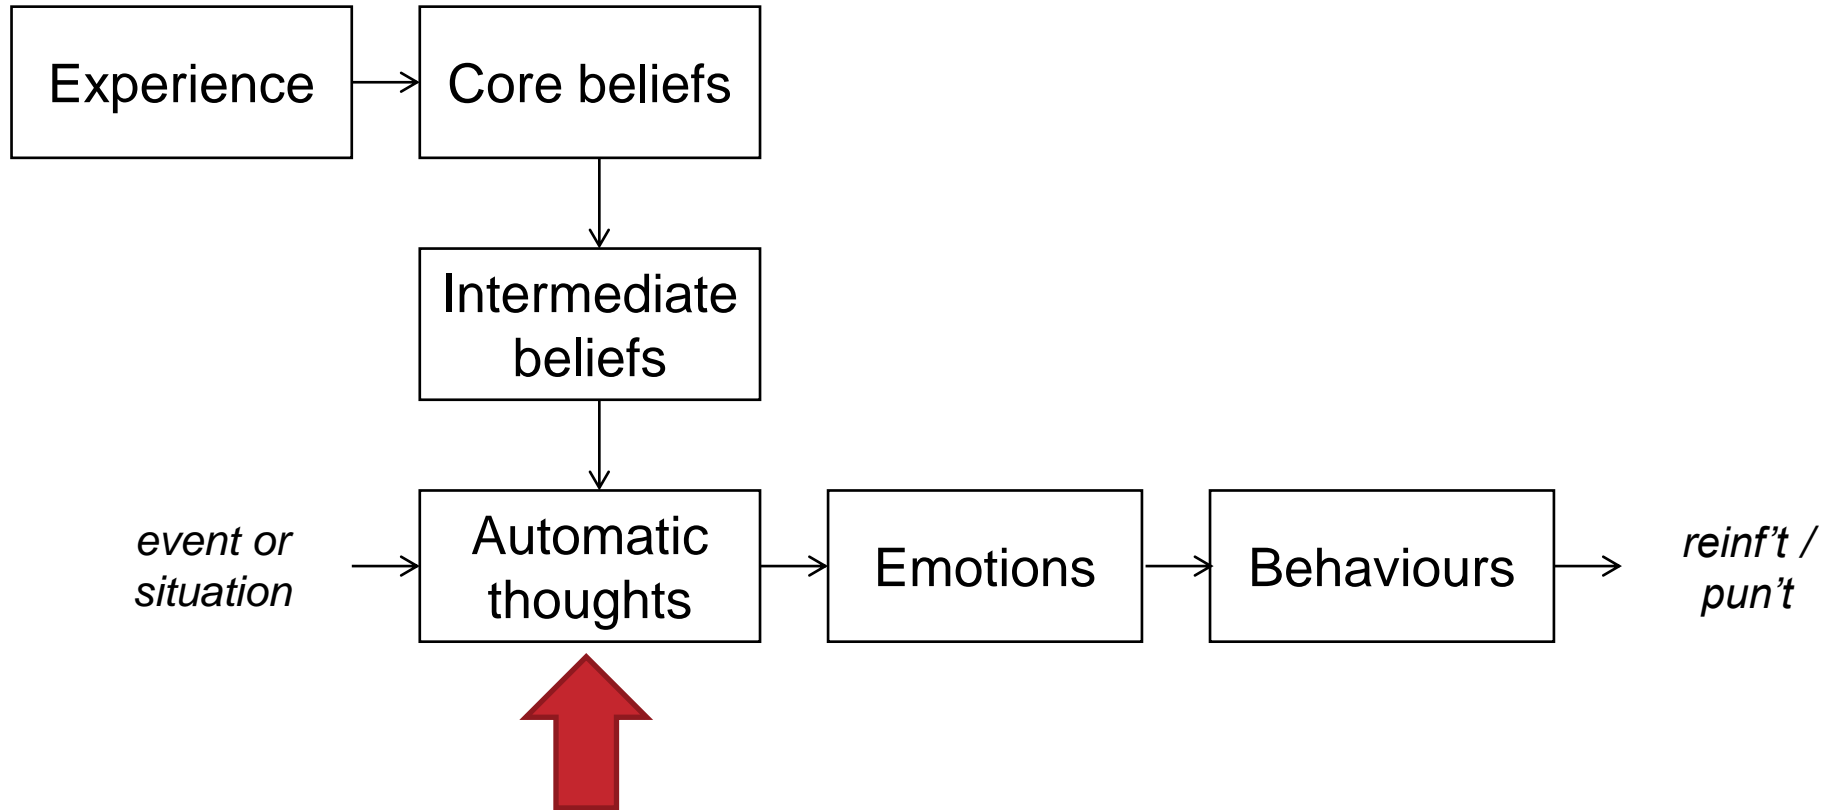 Experience
Core beliefs
Intermediate
beliefs
event or
situation
Automatic
thoughts
Emotions
Behaviours
reinf't /
pun't